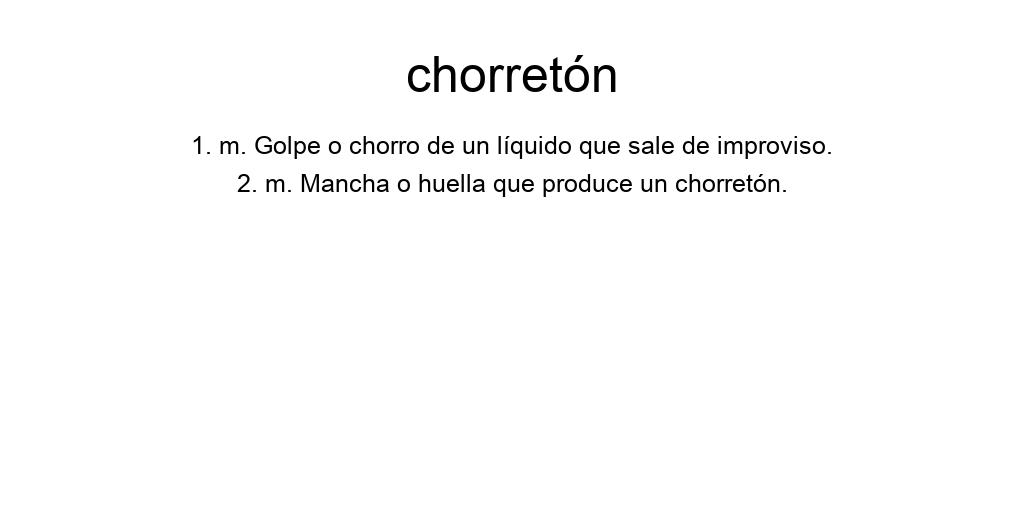 chorretón
1. m. Golpe o chorro de un líquido que sale de improviso.
2. m. Mancha o huella que produce un chorretón.